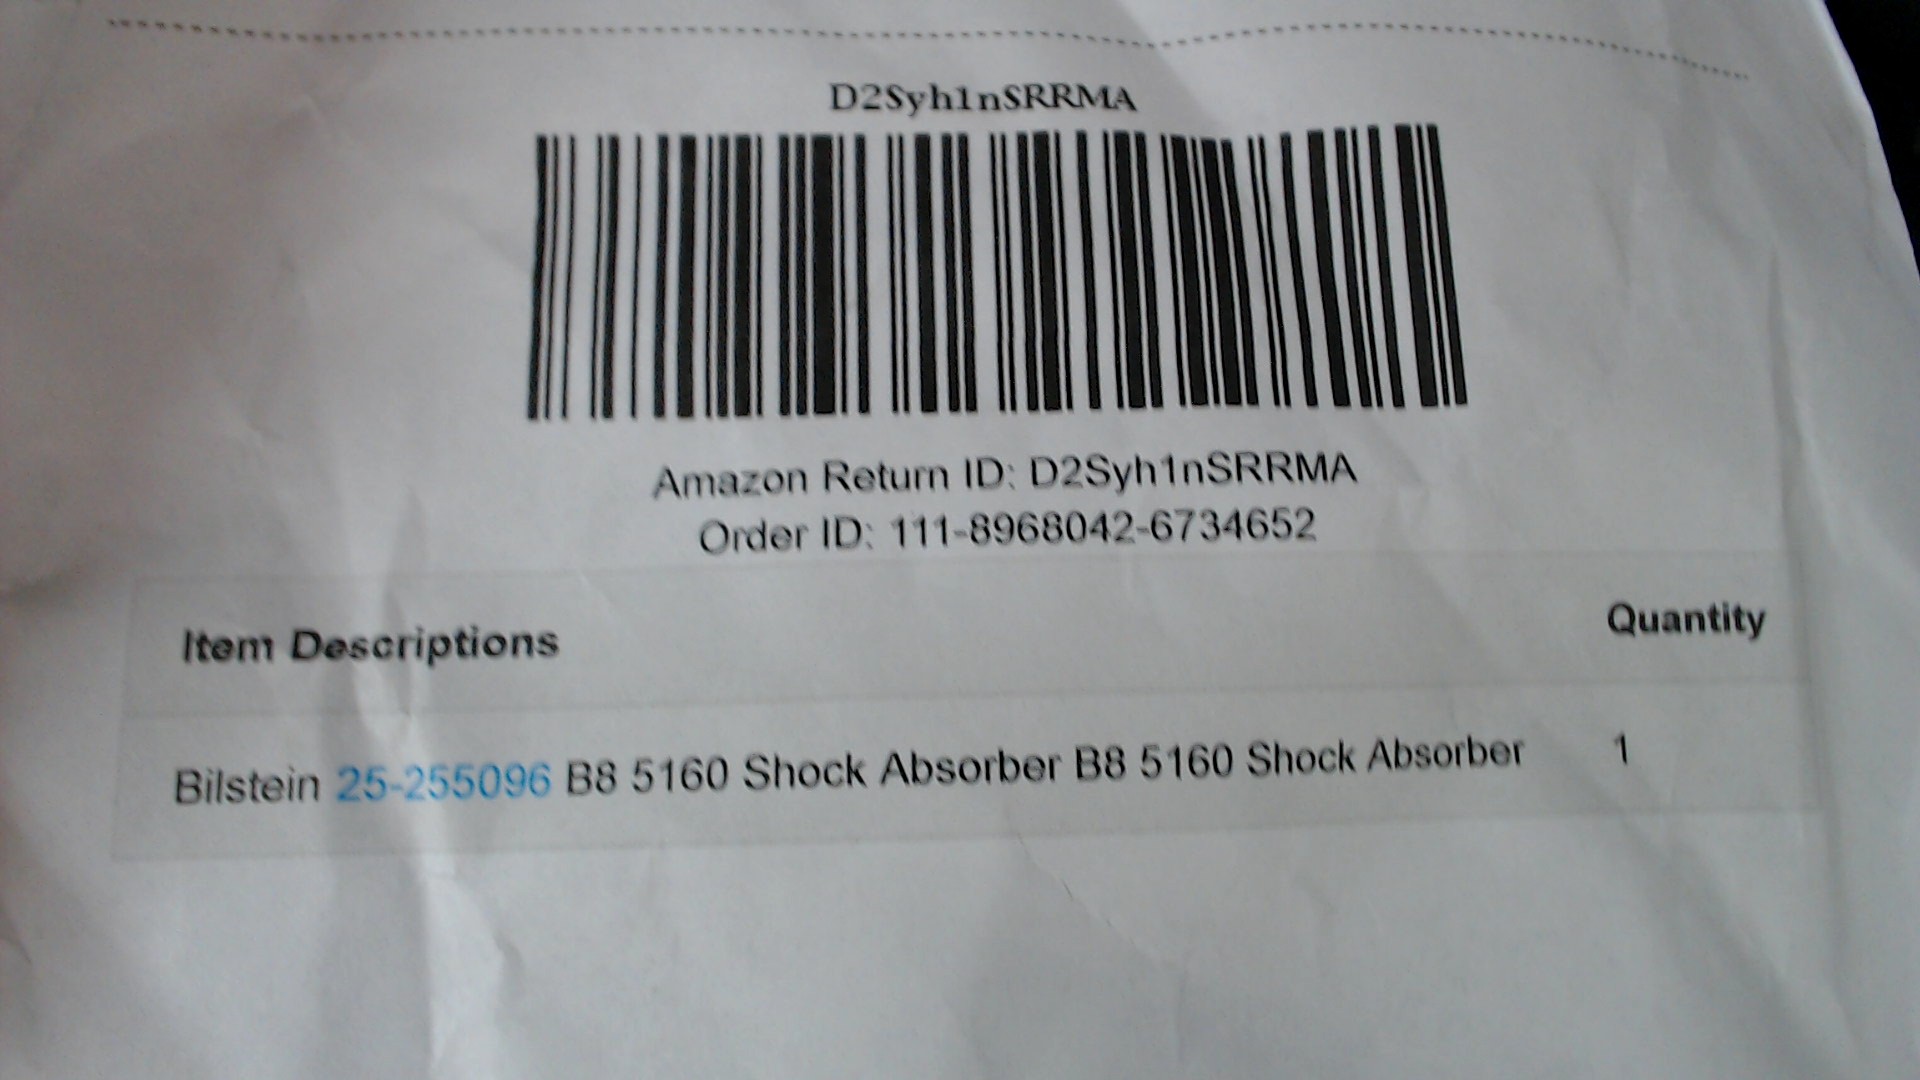 D2Syh1nSRRMA
Amazon Return ID: D2Syh1nSRRMA
Order ID: 111-8968042-6734652
Item Descriptions Quantity
Bilstein 25-255096 B8 5160 Shock Absorber B8 5160 Shock Absorber 1